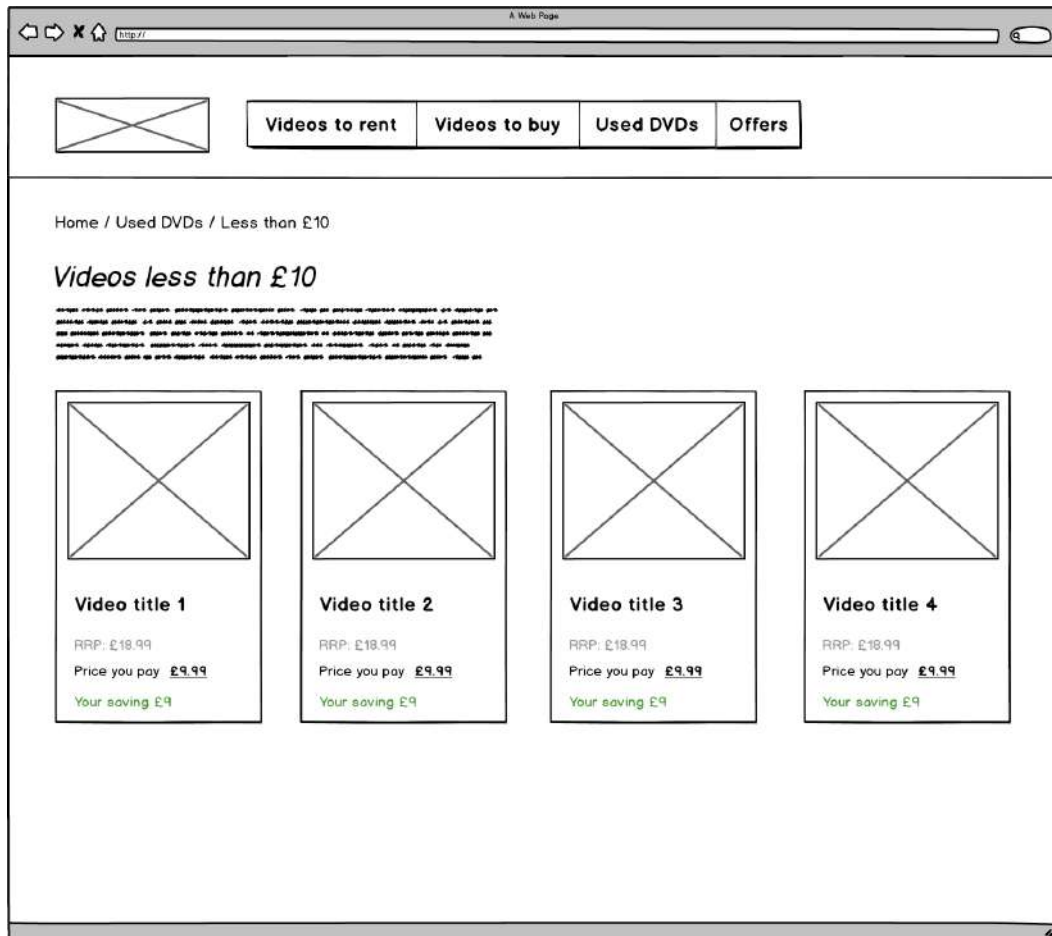 A Web Page
http://
Videos to rent Videos to buy Used DVDs Offers
Home / Used DVDs / Less than £10
Videos less than £10
Video title 1
RRP: £18.99
Price you pay £9.99
Your saving £9
Video title 2
RRP: £18.99
Price you pay £9.99
Your saving £9
Video title 3
RRP: £18.99
Price you pay £9.99
Your saving £9
Video title 4
RRP: £18.99
Price you pay £9.99
Your saving £9